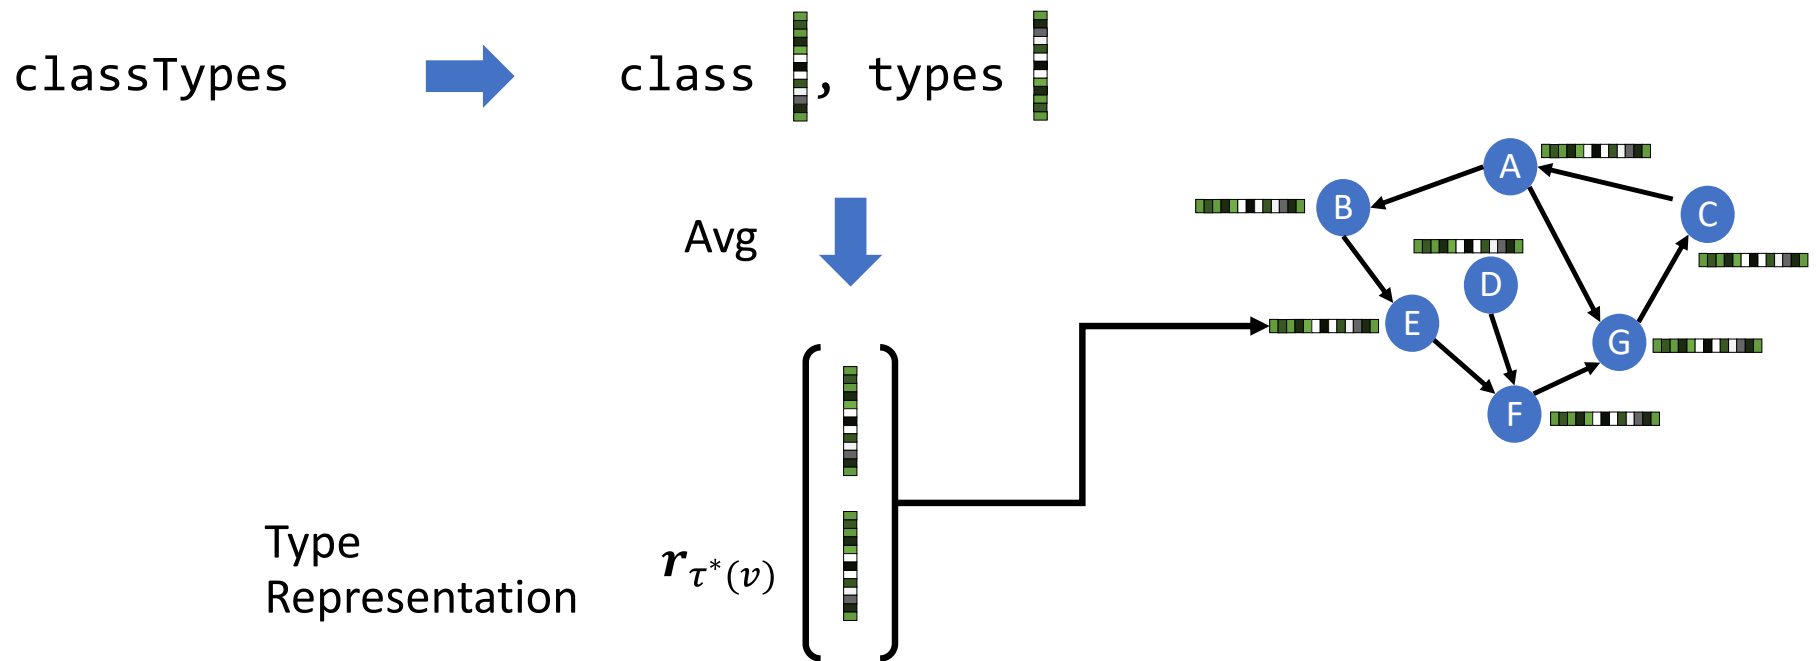 classTypes
class , types
Avg
Type
Representation
r_{τ*(v)}
A
B
C
D
E
G
F